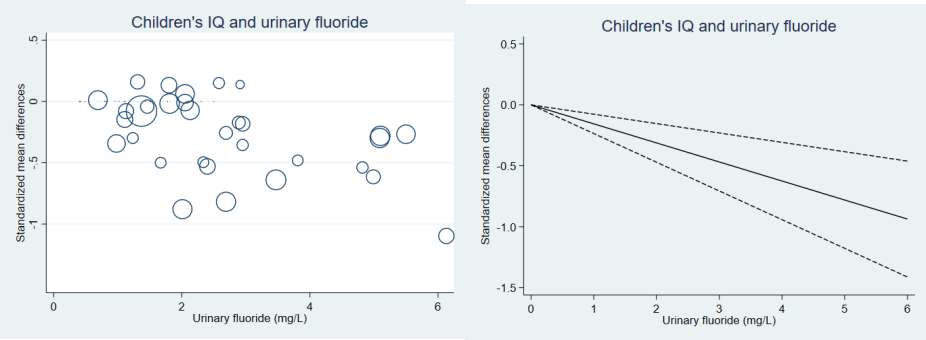 Children's IQ and urinary fluoride
.5
0
-.5
-1
Standardized mean differences
0 2 4 6
Urinary fluoride (mg/L)
Children's IQ and urinary fluoride
0.5
0.0
-0.5
-1.0
-1.5
Standardized mean differences
0 1 2 3 4 5 6
Urinary fluoride (mg/L)